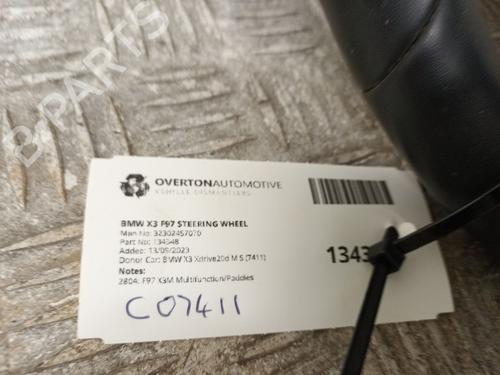 B-PARTS
OVERTONAUTOMOTIVE
VEHICLE DISMANTLERS
BMW X3 F97 STEERING WHEEL
Man No: 32302457070
Part No: 134348
Added: 13/09/2023
Donor Car: BMW X3 Xdrive20d M S (7411)
Notes:
2804: F97 X3M Multifunction/Paddles
1343
C07411